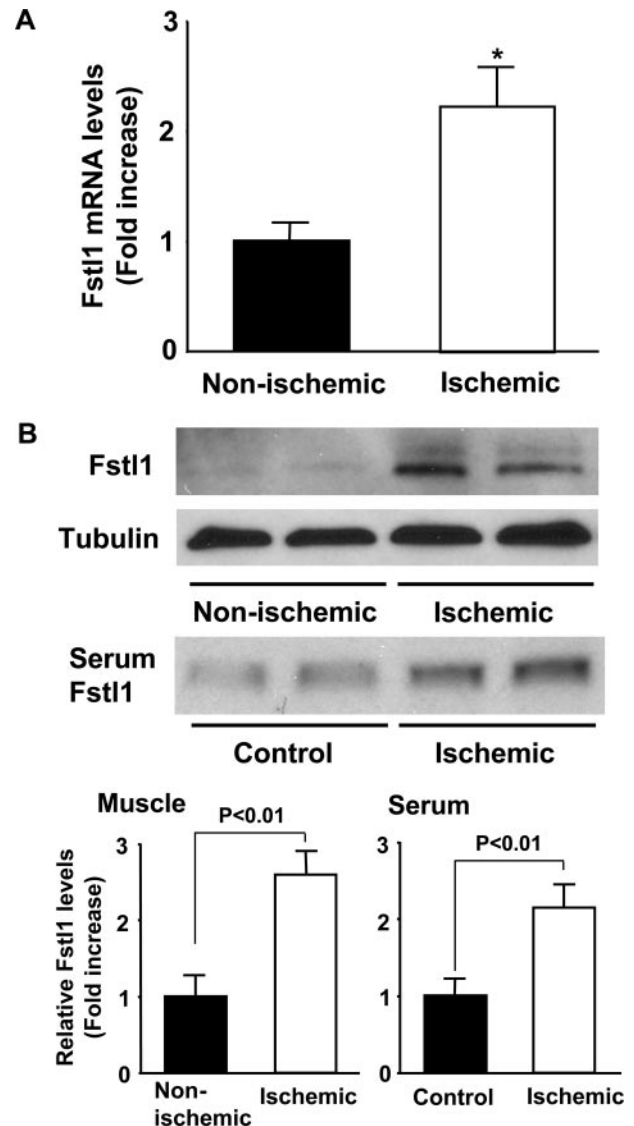 A
Fstl1 mRNA levels
(Fold increase)
3
2
1
0
*
Non-ischemic
Ischemic
B
Fstl1
Tubulin
Non-ischemic
Ischemic
Serum
Fstl1
Control
Ischemic
Muscle
P<0.01
Relative Fstl1 levels
(Fold increase)
3
2
1
0
Non-
ischemic
Ischemic
Serum
P<0.01
3
2
1
0
Control
Ischemic